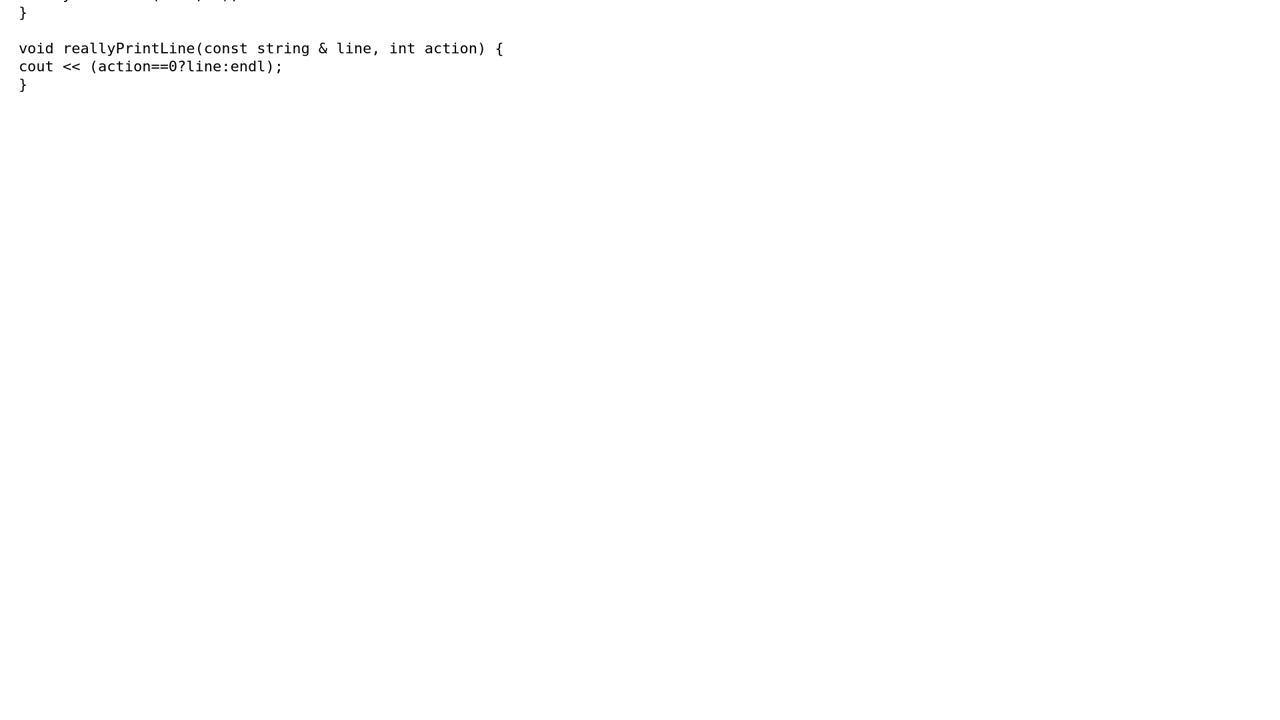 }

void reallyPrintLine(const string & line, int action) {
cout << (action==0?line:endl);
}